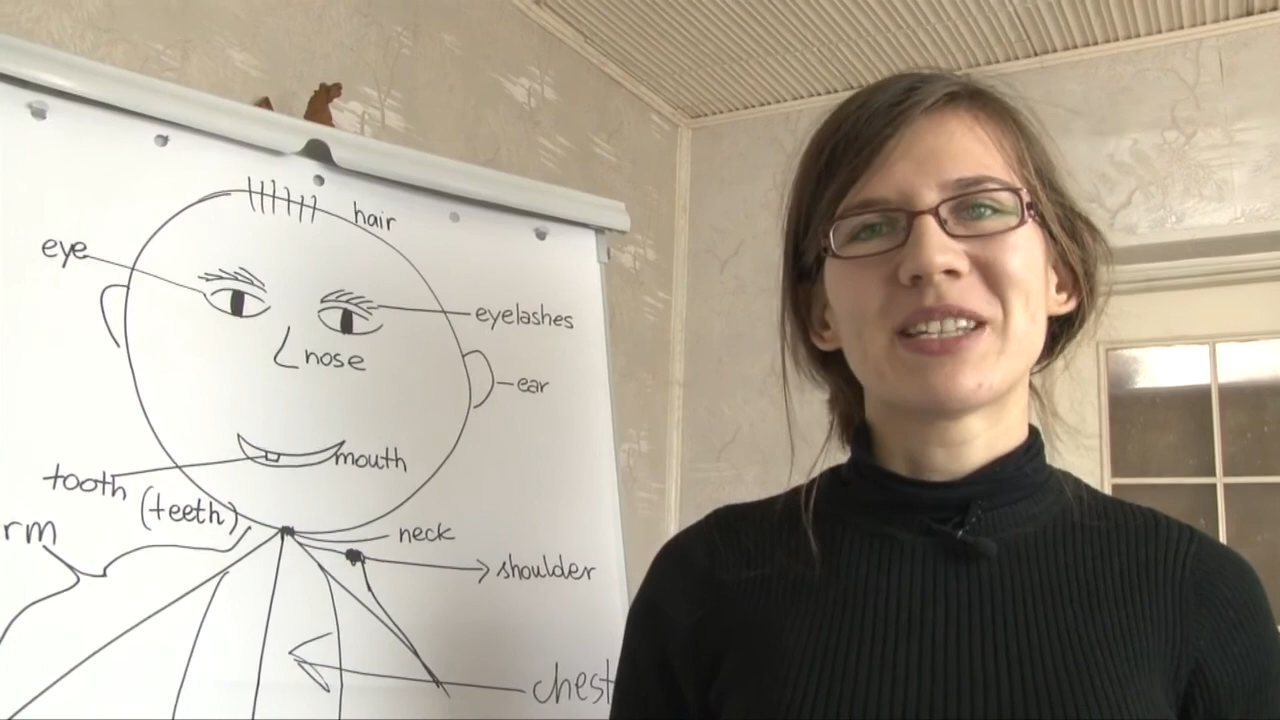 hair
eye
eyelashes
nose
ear
mouth
tooth
(teeth)
rm
neck
shoulder
chest